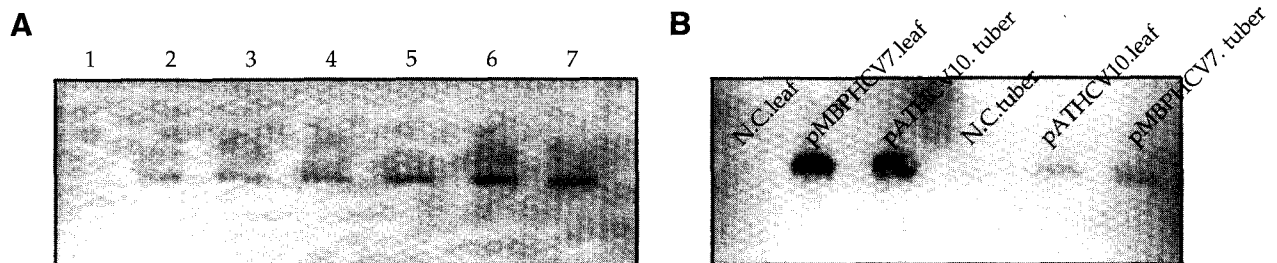 A
1 2 3 4 5 6 7
B
N.C.leaf
pMBPHCV7.leaf
pATHCV10. tuber
N.C.tuber
pATHCV10.leaf
pMBPHCV7. tuber